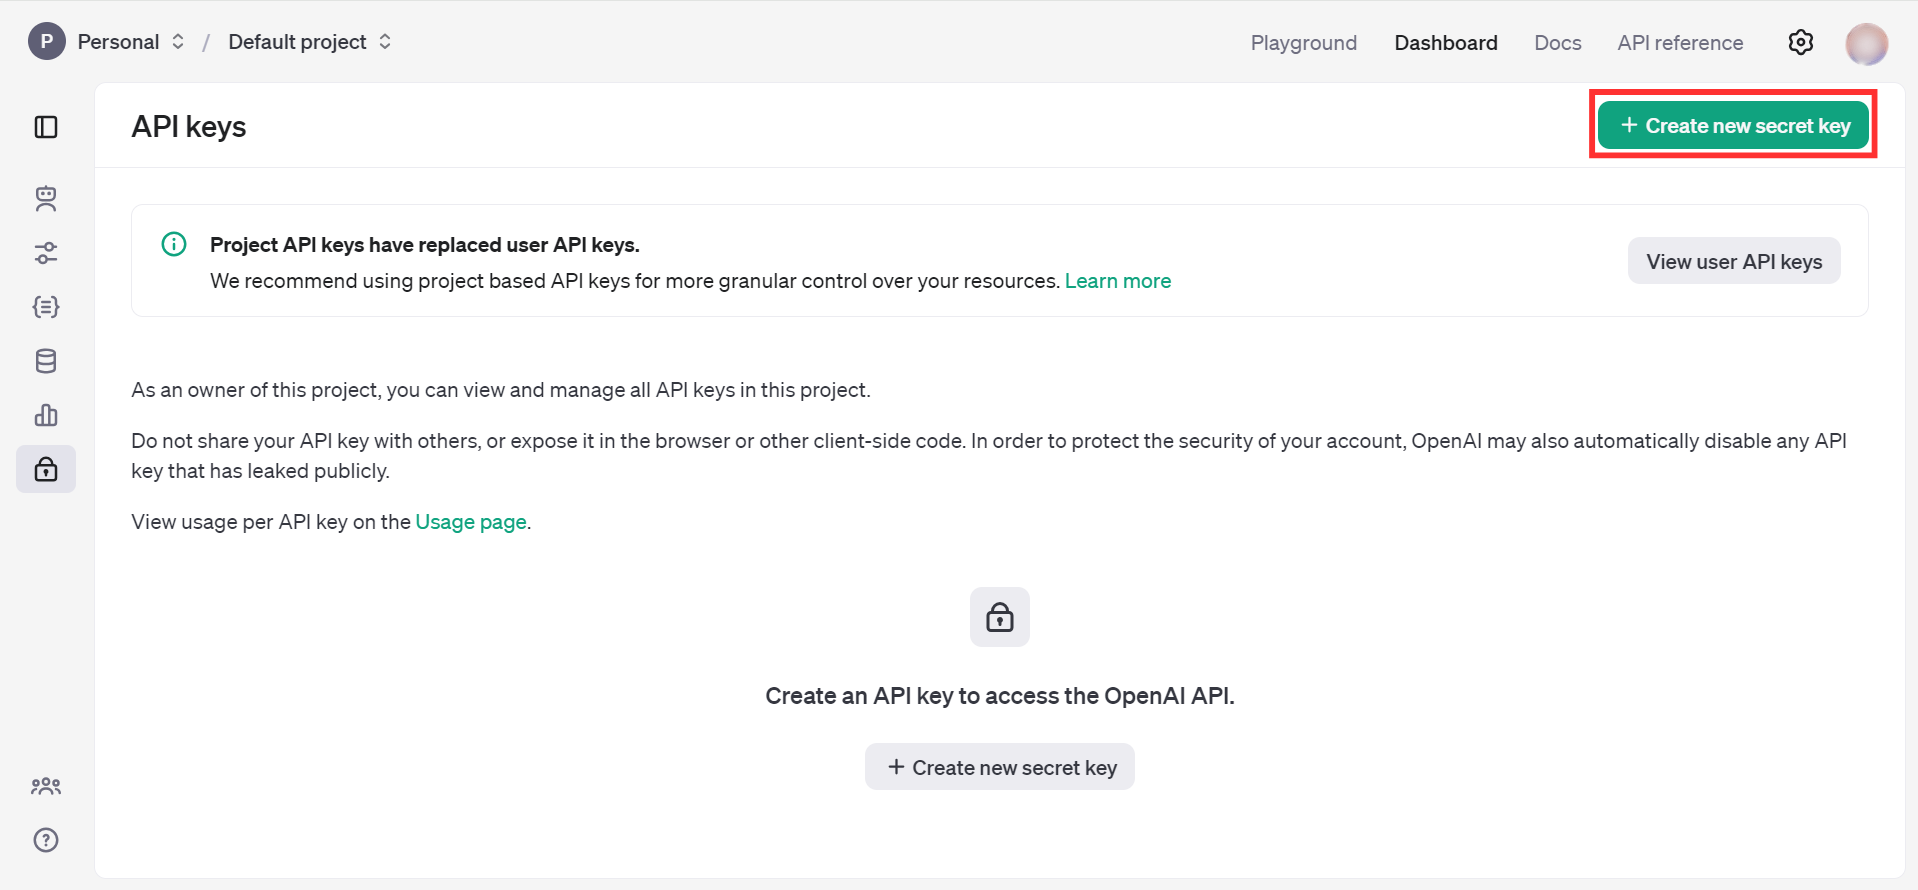 P Personal / Default project
Playground Dashboard Docs API reference
API keys
+ Create new secret key
Project API keys have replaced user API keys.
We recommend using project based API keys for more granular control over your resources. Learn more
View user API keys
As an owner of this project, you can view and manage all API keys in this project.
Do not share your API key with others, or expose it in the browser or other client-side code. In order to protect the security of your account, OpenAI may also automatically disable any API
key that has leaked publicly.
View usage per API key on the Usage page.
Create an API key to access the OpenAI API.
+ Create new secret key